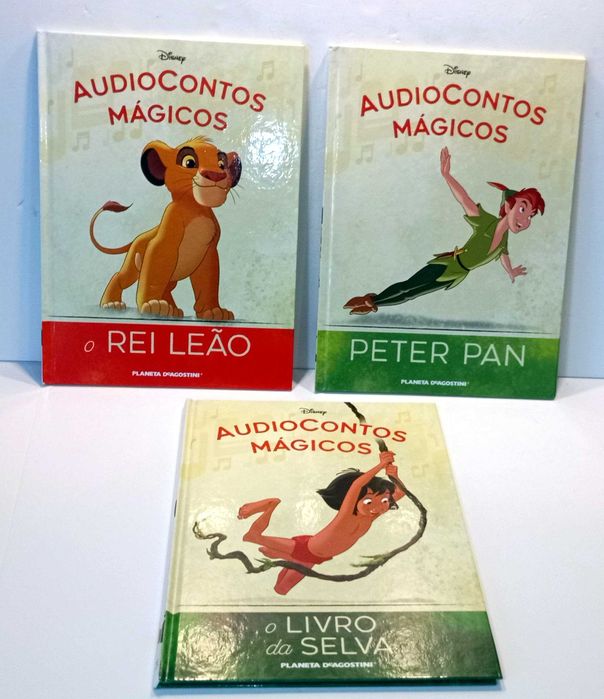 Disney
AUDIOCONTOS
MÁGICOS
O REI LEÃO
PLANETA DeAGOSTINI
Disney
AUDIOCONTOS
MÁGICOS
PETER PAN
PLANETA DeAGOSTINI
Disney
AUDIOCONTOS
MÁGICOS
O LIVRO
da SELVA
PLANETA DeAGOSTINI